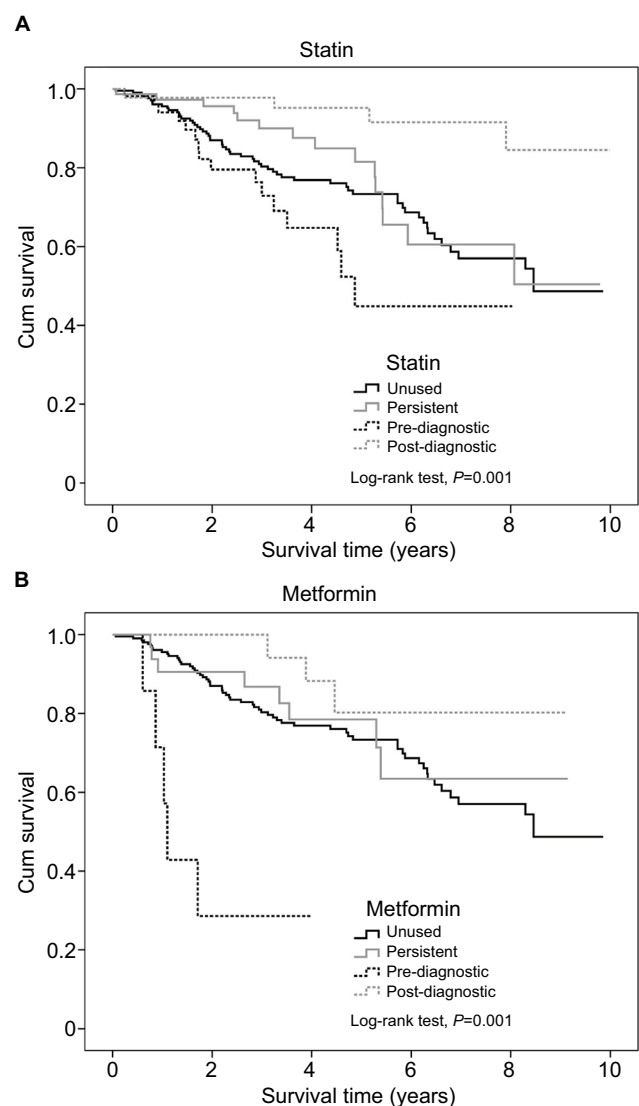 A
Statin
Cum survival
1.0
0.8
0.6
0.4
0.2
0
Statin
Unused
Persistent
Pre-diagnostic
Post-diagnostic
Log-rank test, P=0.001
0 2 4 6 8 10
Survival time (years)
B
Metformin
Cum survival
1.0
0.8
0.6
0.4
0.2
0
Metformin
Unused
Persistent
Pre-diagnostic
Post-diagnostic
Log-rank test, P=0.001
0 2 4 6 8 10
Survival time (years)